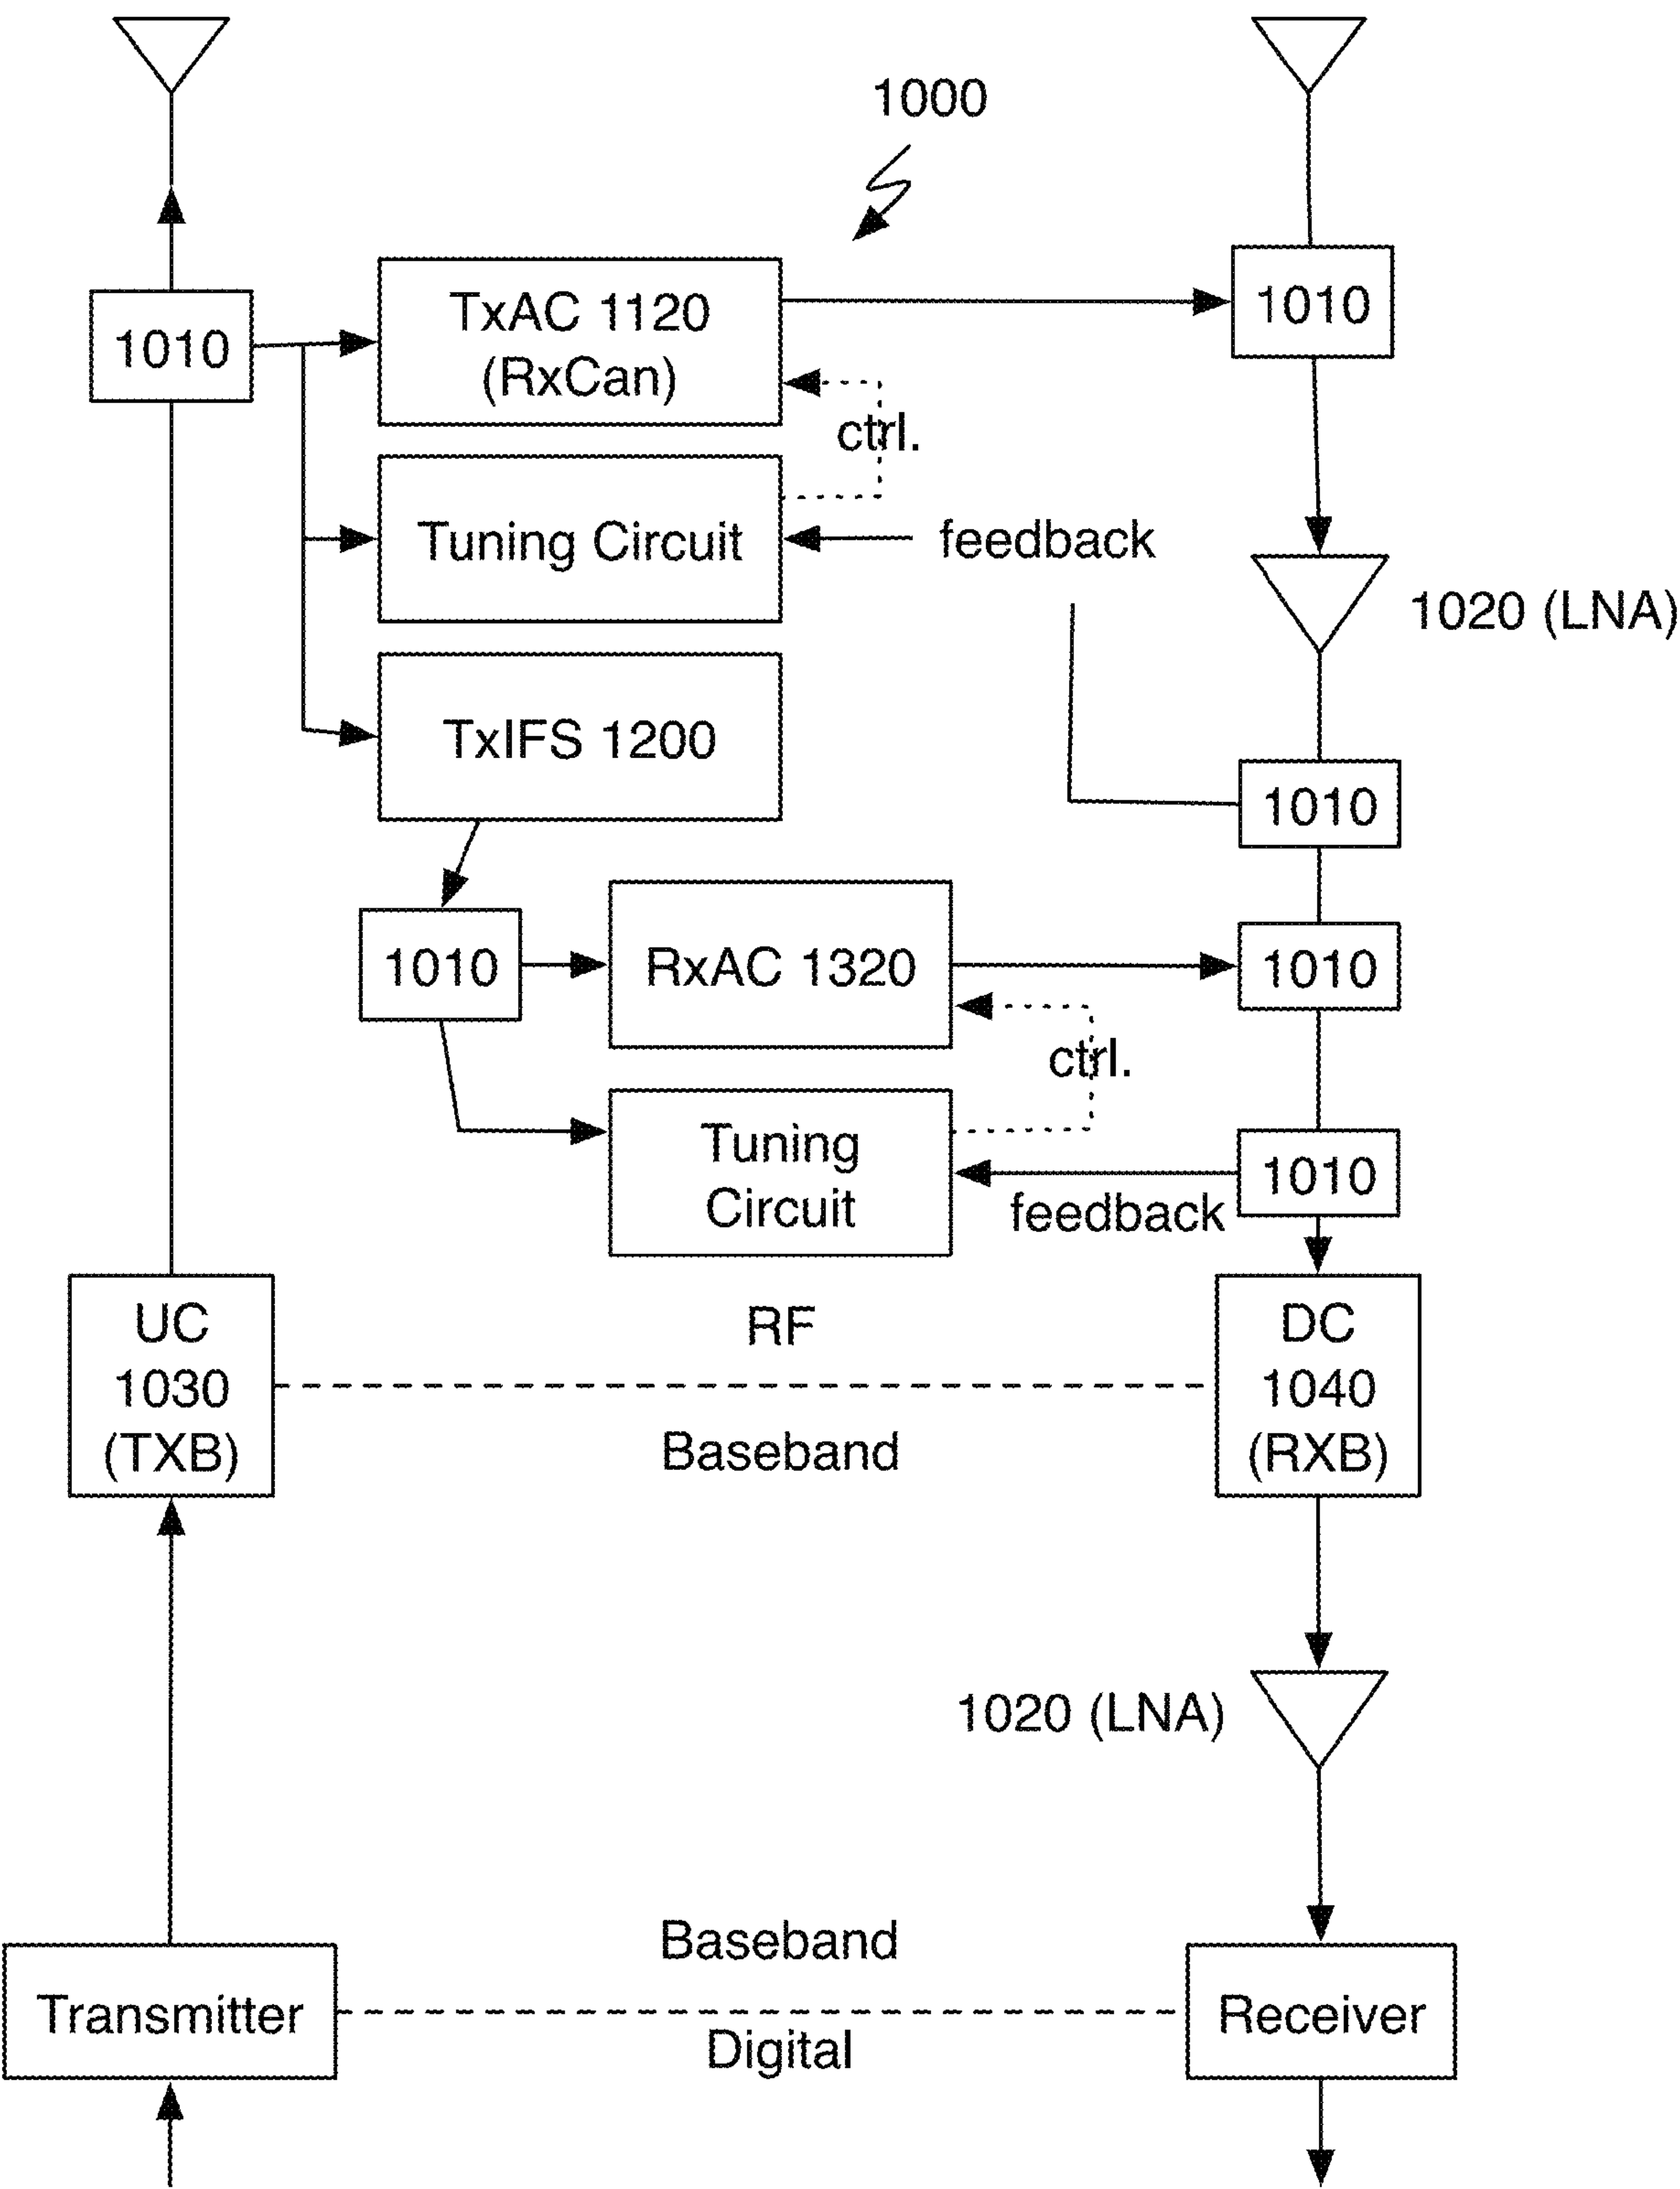 1000
1010
TxAC 1120
(RxCan)
1010
ctrl.
Tuning Circuit
feedback
1020 (LNA)
TxIFS 1200
1010
1010
RxAC 1320
1010
ctrl.
Tuning
Circuit
feedback
1010
UC
1030
(TXB)
RF
Baseband
DC
1040
(RXB)
1020 (LNA)
Transmitter
Baseband
Digital
Receiver